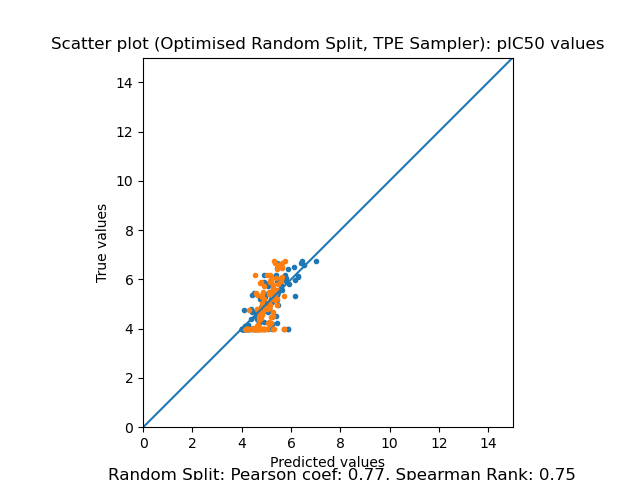 Scatter plot (Optimised Random Split, TPE Sampler): pIC50 values
14
12
10
8
6
4
2
0
True values
0 2 4 6 8 10 12 14
Predicted values
Random Split: Pearson coef: 0.77, Spearman Rank: 0.75